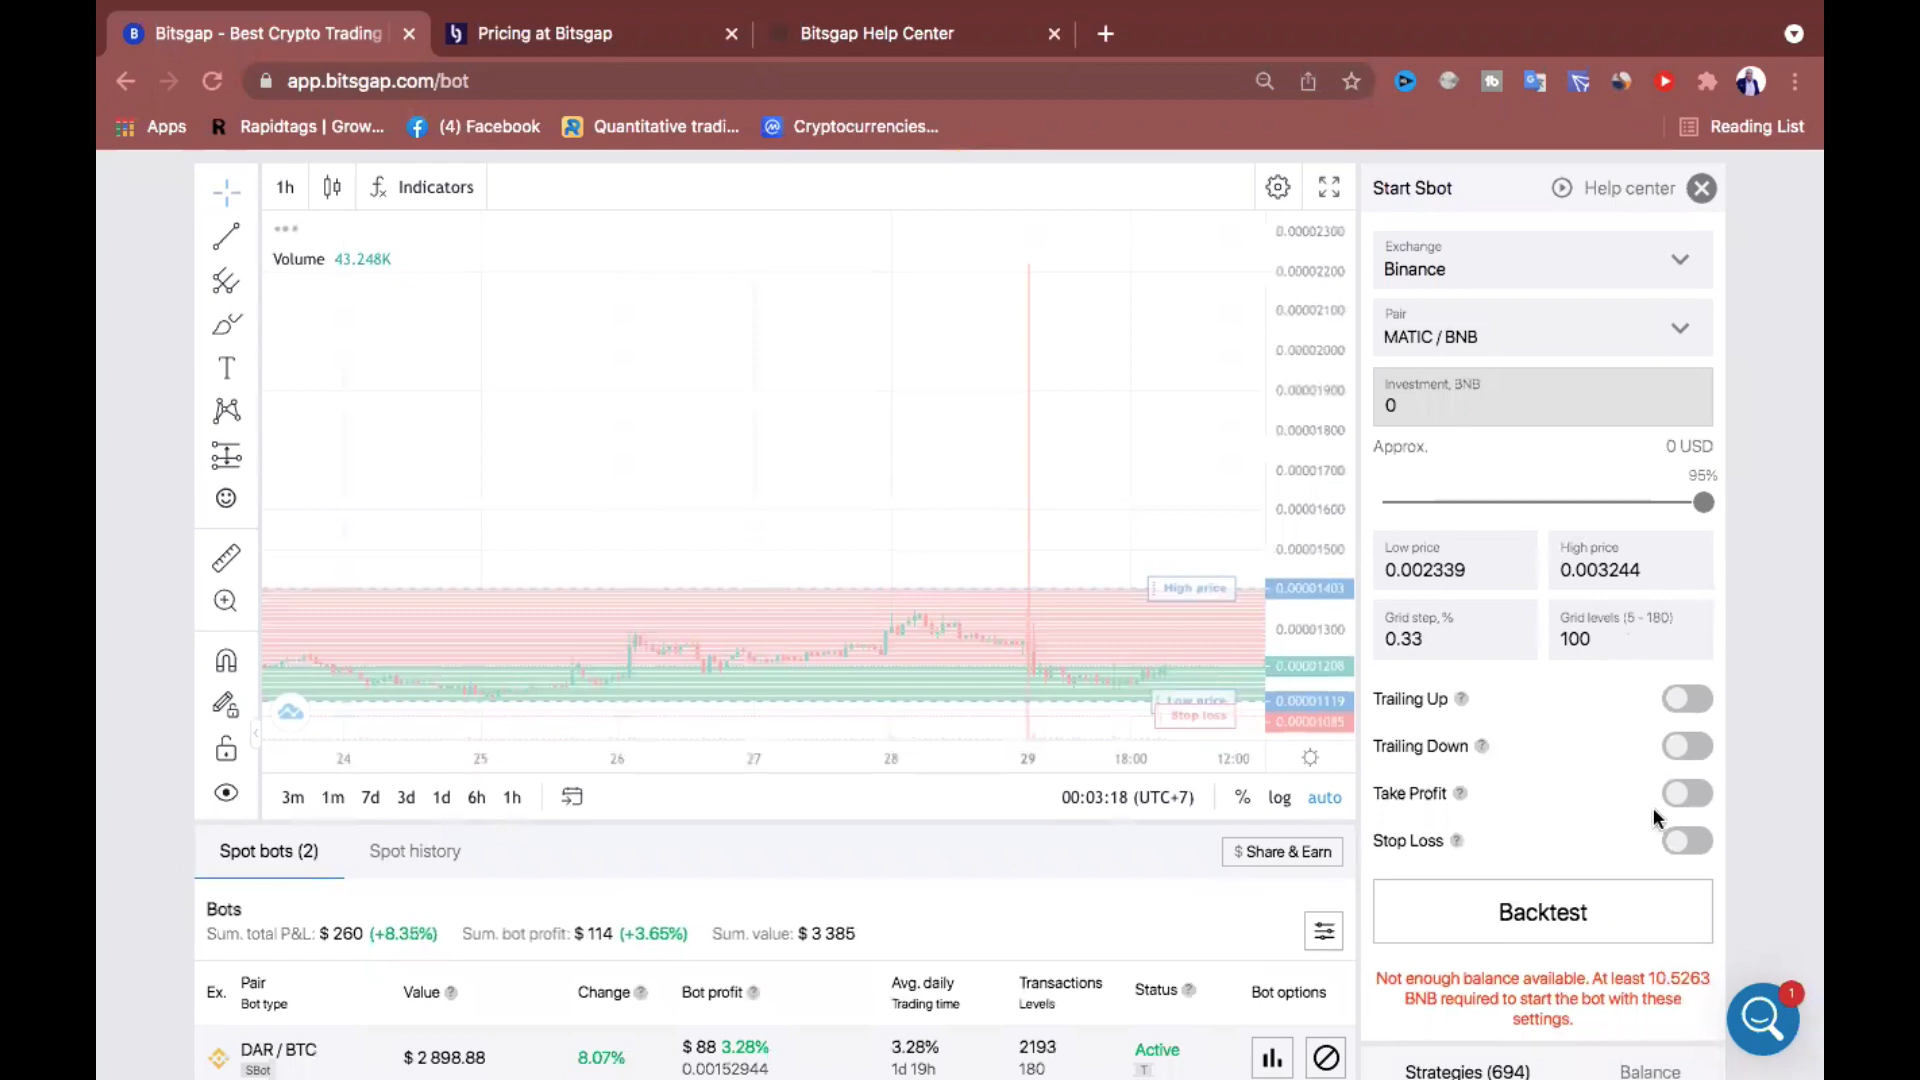 Bitsgap - Best Crypto Trading
Pricing at Bitsgap
Bitsgap Help Center
app.bitsgap.com/bot
Apps
Rapidtags | Grow...
(4) Facebook
Quantitative tradi...
Cryptocurrencies...
Reading List
1h
Indicators
Volume 43.248K
0.00002300
0.00002200
0.00002100
0.00002000
0.00001900
0.00001800
0.00001700
0.00001600
0.00001500
High price
0.00001403
0.00001300
0.00001208
Low price
0.00001119
Stop loss
0.00001085
24 25 26 27 28 29 18:00 12:00
3m 1m 7d 3d 1d 6h 1h
00:03:18 (UTC+7) % log auto
Start Sbot
Help center
Exchange
Binance
Pair
MATIC / BNB
Investment, BNB
0
Approx. 0 USD
95%
Low price
0.002339
High price
0.003244
Grid step, %
0.33
Grid levels (5 - 180)
100
Trailing Up
Trailing Down
Take Profit
Stop Loss
Backtest
Not enough balance available. At least 10.5263
BNB required to start the bot with these
settings.
1
Strategies (694) Balance
Spot bots (2)
Spot history
$ Share & Earn
Bots
Sum. total P&L: $ 260 (+8.35%) Sum. bot profit: $ 114 (+3.65%) Sum. value: $ 3 385
Ex.
Pair
Bot type
Value
Change
Bot profit
Avg. daily
Trading time
Transactions
Levels
Status
Bot options
DAR / BTC
SBot
$ 2 898.88
8.07%
$ 88 3.28%
0.00152944
3.28%
1d 19h
2193
180
Active
T